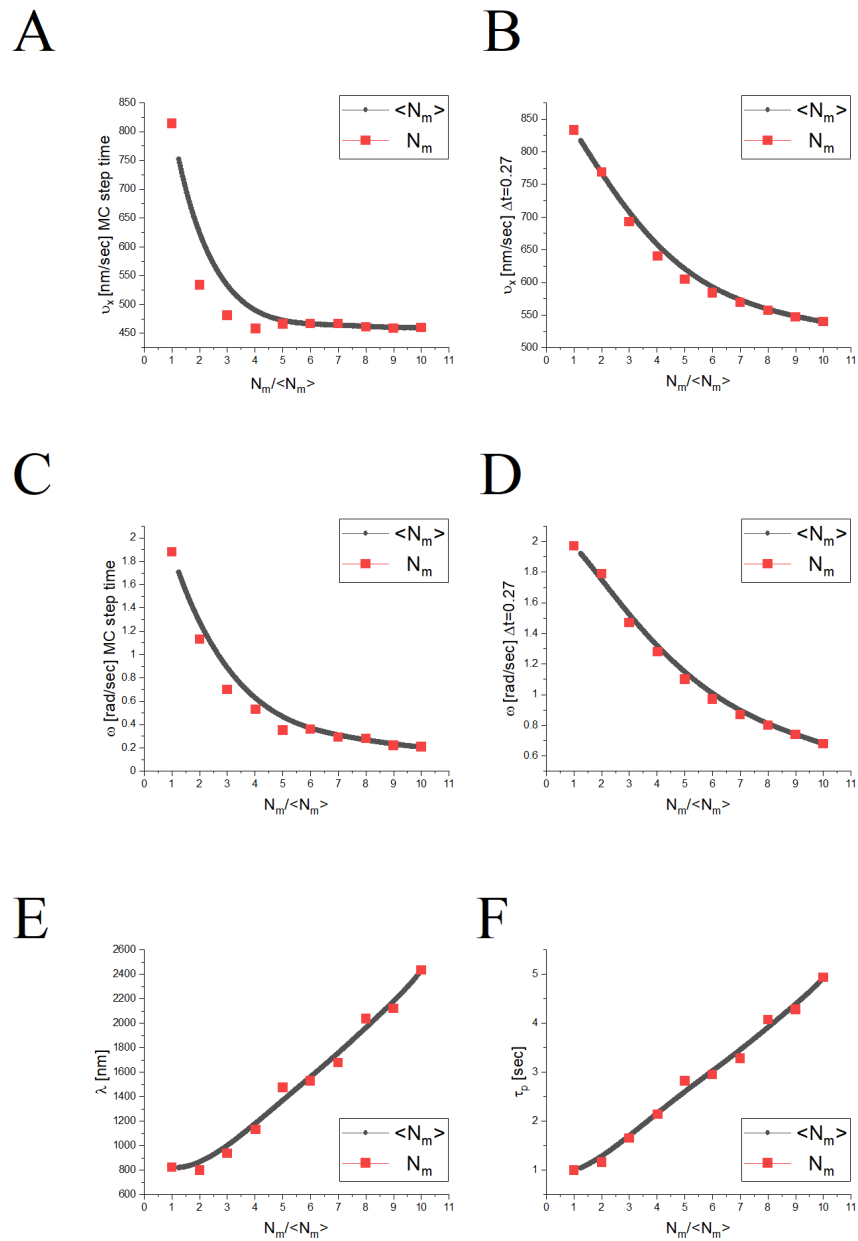 A
υx [nm/sec] MC step time
850
800
750
700
650
600
550
500
450
0 1 2 3 4 5 6 7 8 9 10 11
Nm/<Nm>
<Nm>
Nm
B
υx [nm/sec] Δt=0.27
850
800
750
700
650
600
550
500
0 1 2 3 4 5 6 7 8 9 10 11
Nm/<Nm>
<Nm>
Nm
C
ω [rad/sec] MC step time
2
1.8
1.6
1.4
1.2
1
0.8
0.6
0.4
0.2
0
0 1 2 3 4 5 6 7 8 9 10 11
Nm/<Nm>
<Nm>
Nm
D
ω [rad/sec] Δt=0.27
2
1.8
1.6
1.4
1.2
1
0.8
0.6
0 1 2 3 4 5 6 7 8 9 10 11
Nm/<Nm>
<Nm>
Nm
E
λ [nm]
2600
2400
2200
2000
1800
1600
1400
1200
1000
800
600
0 1 2 3 4 5 6 7 8 9 10 11
Nm/<Nm>
<Nm>
Nm
F
τp [sec]
5
4
3
2
1
0 1 2 3 4 5 6 7 8 9 10 11
Nm/<Nm>
<Nm>
Nm